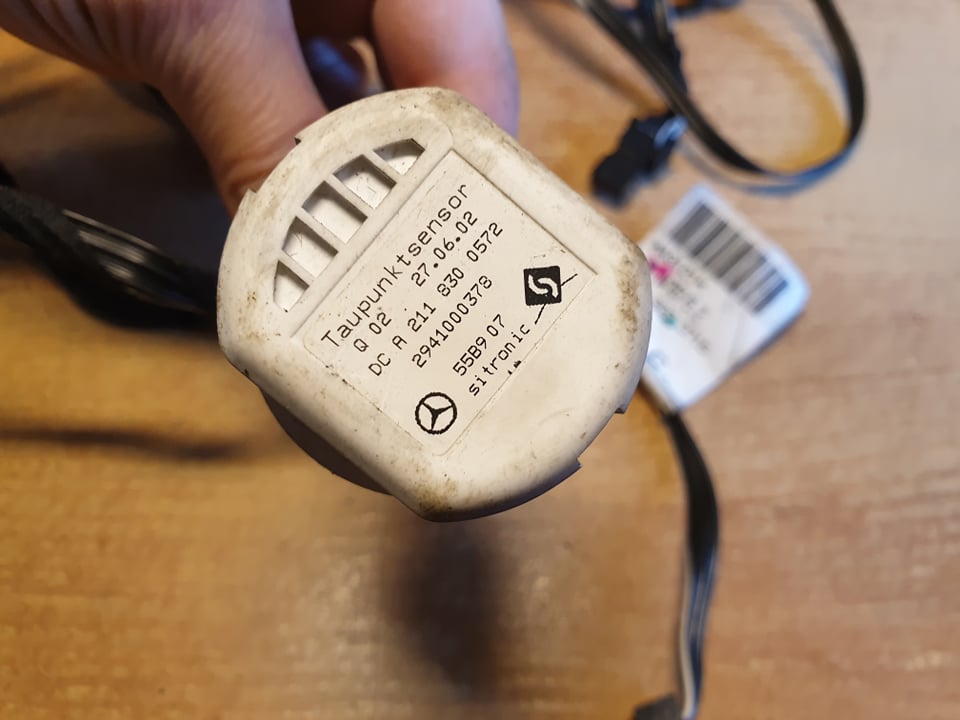 Taupunktsensor
Q 02 27.06.02
DC A 211 830 0572
2941000378
55B9 07
sitronic